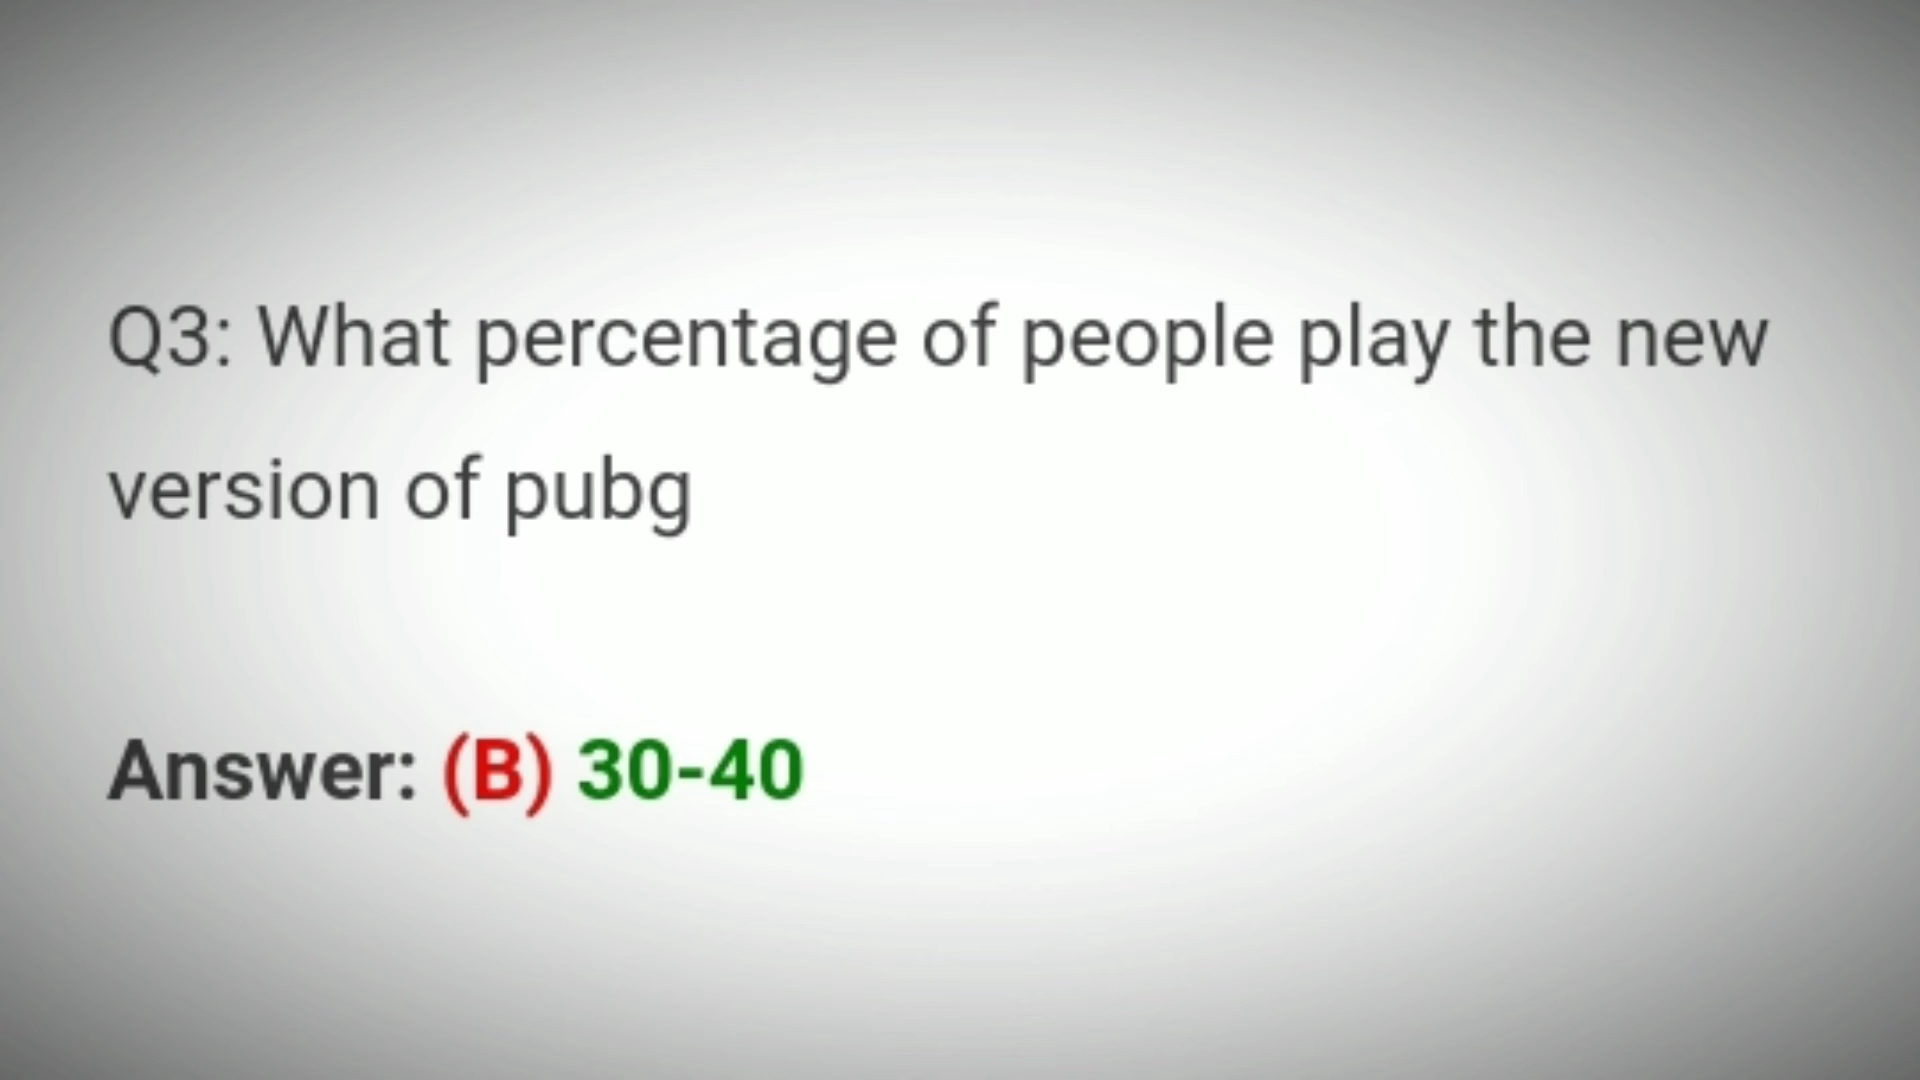 Q3: What percentage of people play the new
version of pubg
Answer: (B) 30-40